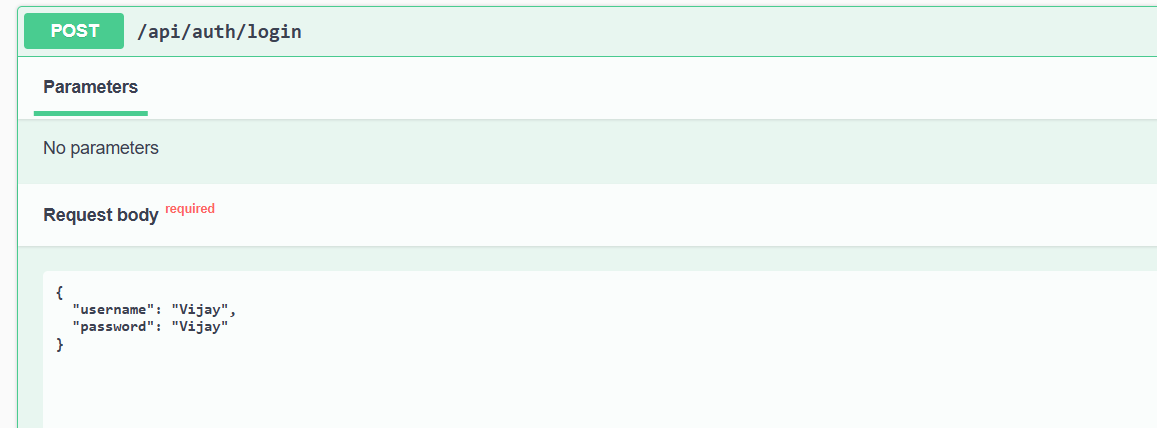 POST /api/auth/login
Parameters
No parameters
Request body required
{
  "username": "Vijay",
  "password": "Vijay"
}